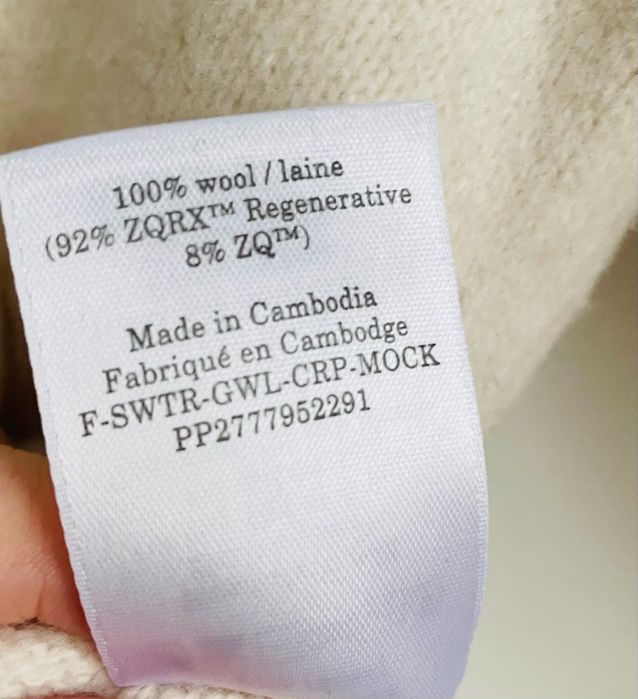 100% wool / laine
(92% ZQRX™ Regenerative
8% ZQ™)
Made in Cambodia
Fabriqué en Cambodge
F-SWTR-GWL-CRP-MOCK
PP2777952291